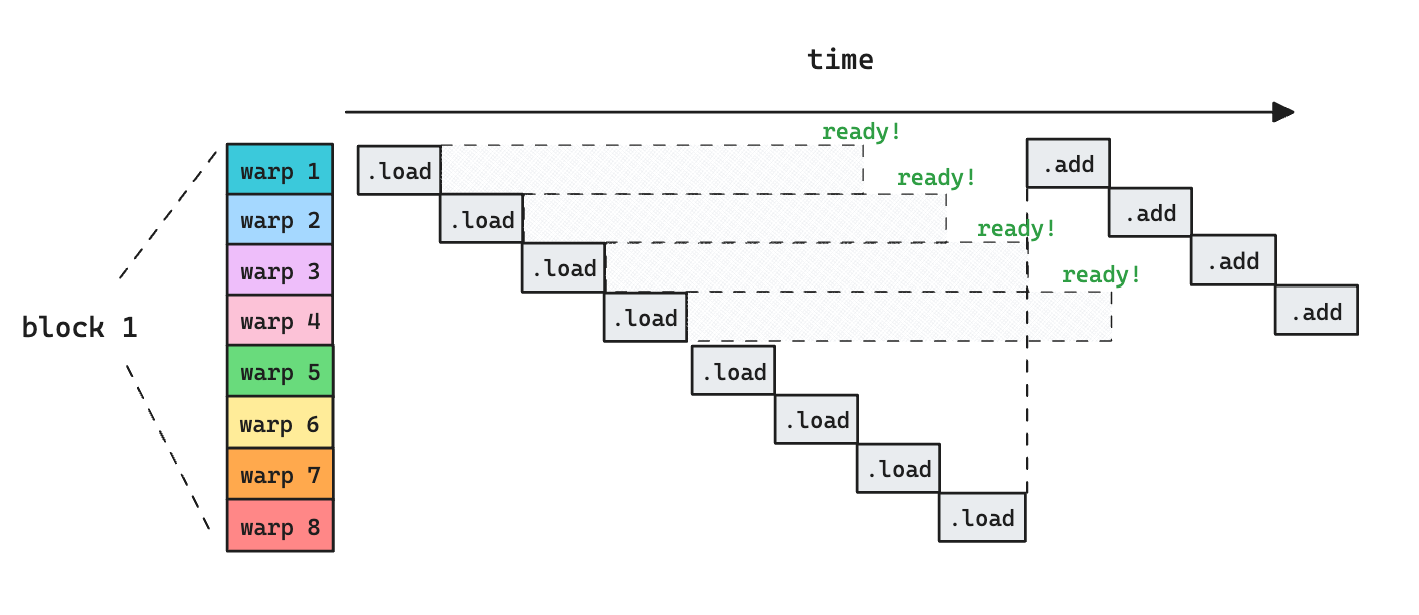 time
ready!
warp 1
.load
.add
ready!
warp 2
.load
.add
ready!
warp 3
.load
.add
ready!
warp 4
.load
.add
block 1
warp 5
.load
warp 6
.load
warp 7
.load
warp 8
.load